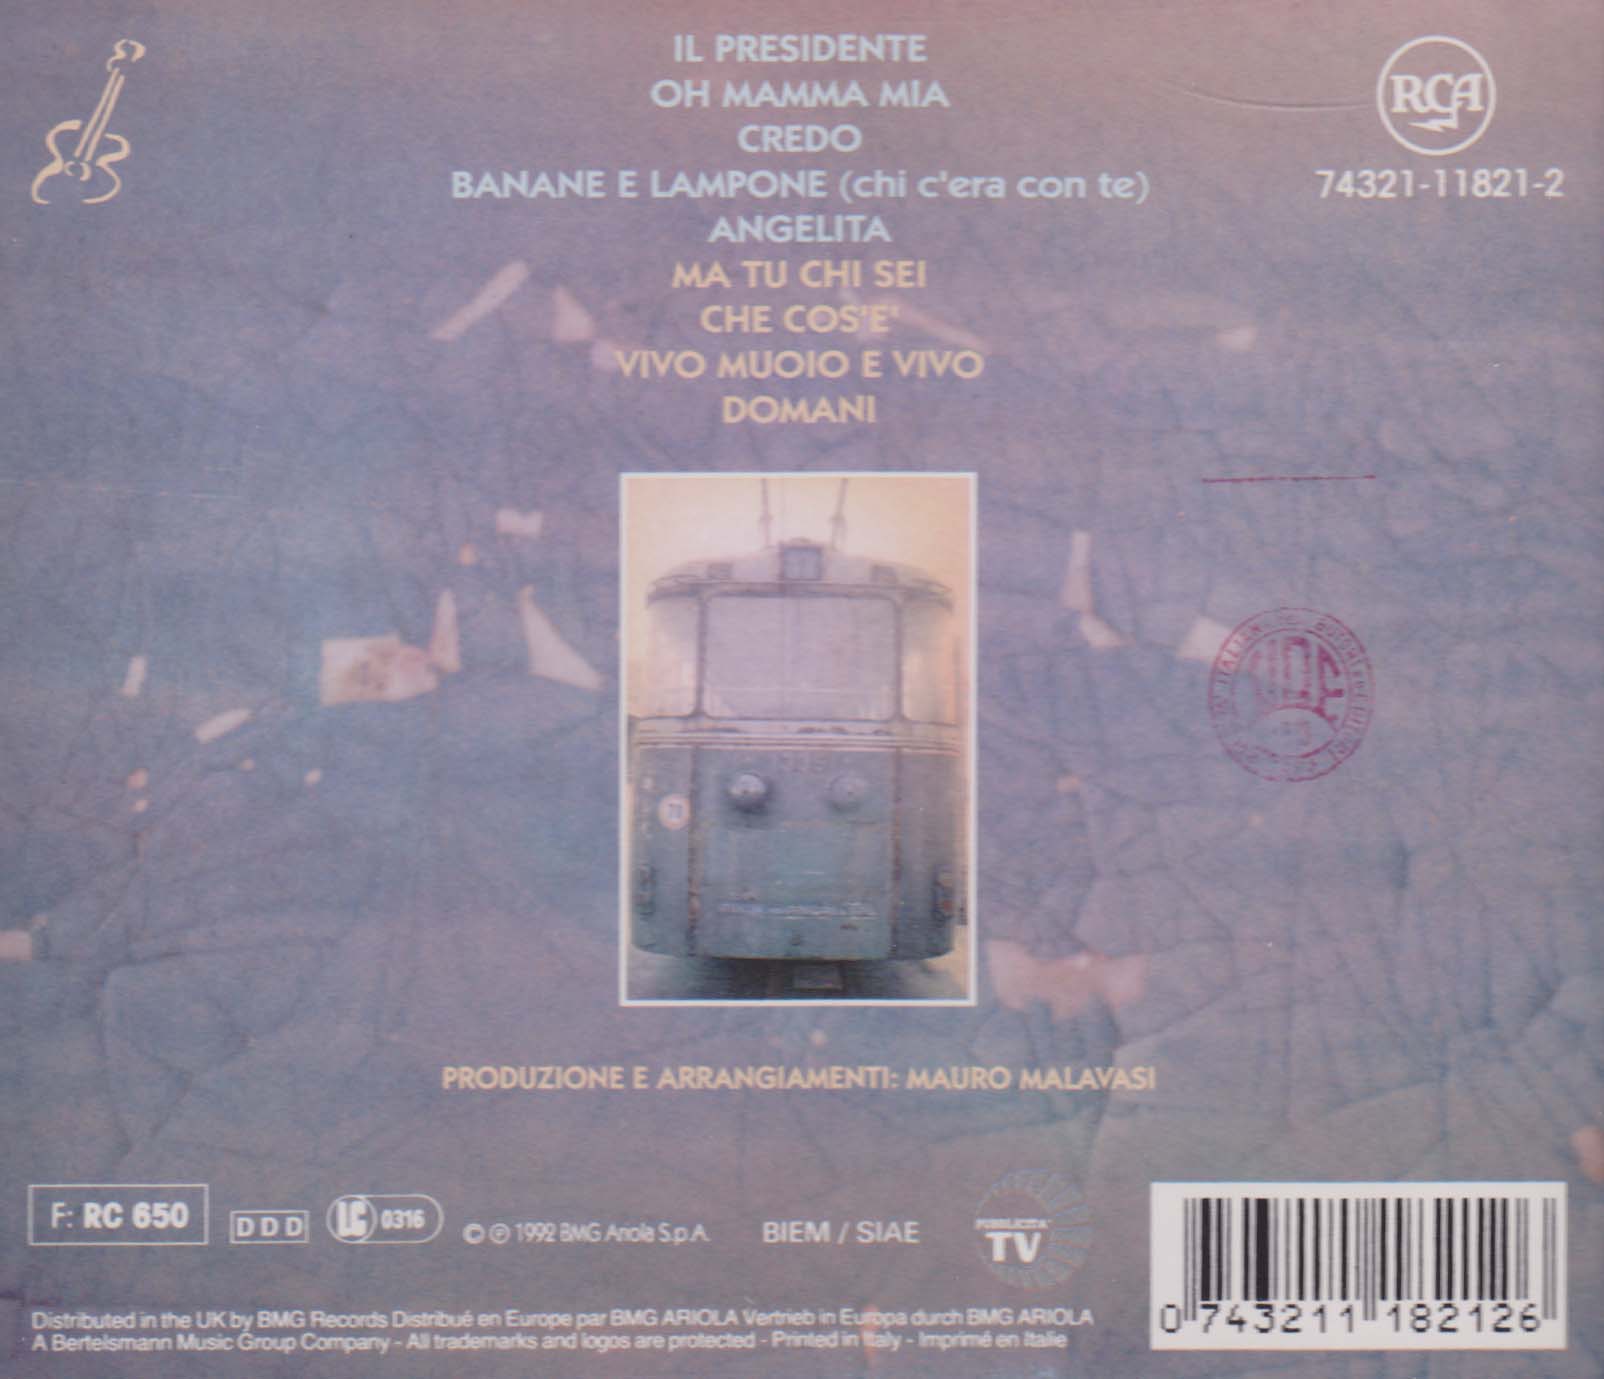 IL PRESIDENTE
OH MAMMA MIA
CREDO
BANANE E LAMPONE (chi c'era con te)
ANGELITA
MA TU CHI SEI
CHE COS'E'
VIVO MUOIO E VIVO
DOMANI
RCA
74321-11821-2
PRODUZIONE E ARRANGIAMENTI: MAURO MALAVASI
F: RC 650
DDD
LC 0316
© ℗ 1992 BMG Ariola S.p.A.
BIEM / SIAE
PUBBLICITA'
TV
0 743211 182126
Distributed in the UK by BMG Records Distribué en Europe par BMG ARIOLA Vertrieb in Europa durch BMG ARIOLA
A Bertelsmann Music Group Company - All trademarks and logos are protected - Printed in Italy - Imprimé en Italie